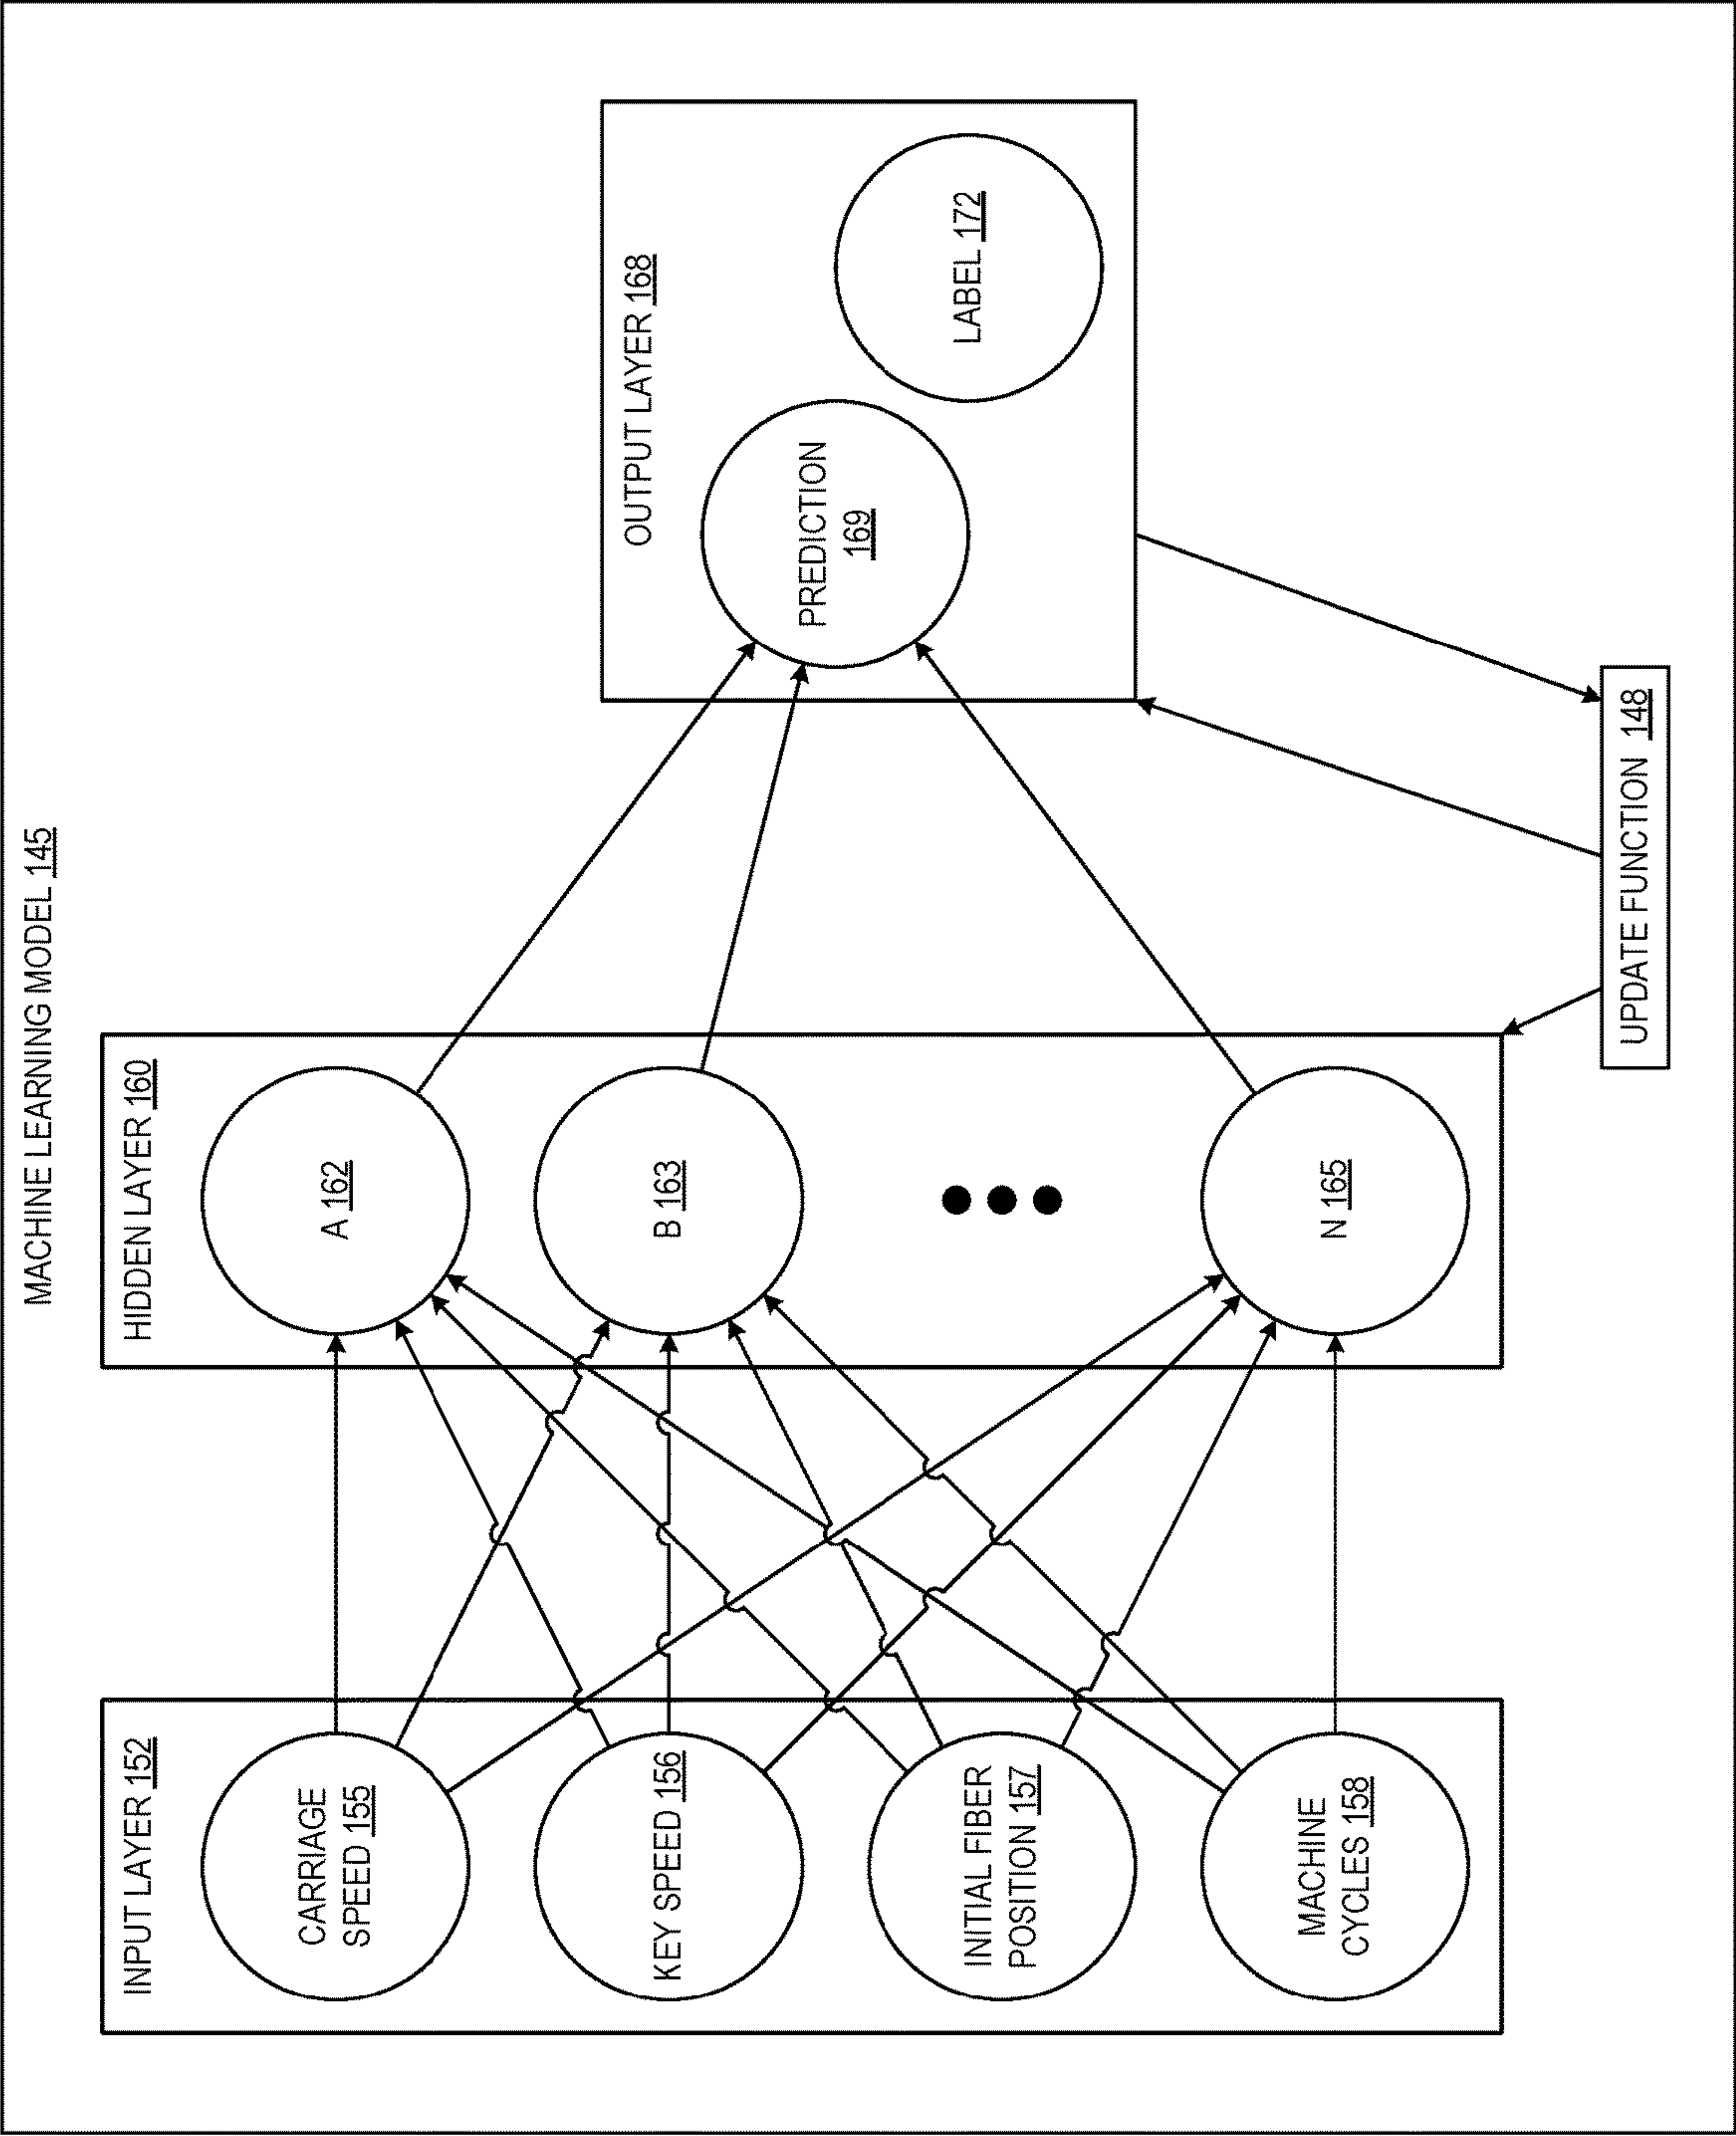 MACHINE LEARNING MODEL 145
INPUT LAYER 152
CARRIAGE
SPEED 155
KEY SPEED 156
INITIAL FIBER
POSITION 157
MACHINE
CYCLES 158
HIDDEN LAYER 160
A 162
B 163
N 165
OUTPUT LAYER 168
PREDICTION
169
LABEL 172
UPDATE FUNCTION 148